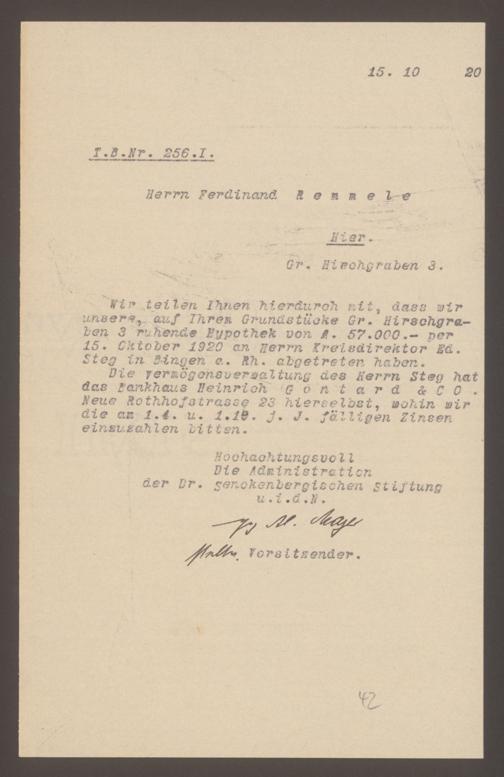 15. 10 20
T.B.Nr. 256.I.
Herrn Ferdinand Remmele
Hier.
Gr. Hirschgraben 3.
Wir teilen Ihnen hierdurch mit, dass wir
unsere, auf Ihrem Grundstücke Gr. Hirschgra-
ben 3 ruhende Hypothek von M. 57.000.- per
15. Oktober 1920 an Herrn Kreisdirektor Ed.
Steg in Bingen a. Rh. abgetreten haben.
Die Vermögensverwaltung des Herrn Steg hat
das Bankhaus Heinrich Gontard & CO.
Neue Rothhofstrasse 23 hierselbst, wohin wir
die am 1.4. u. 1.10. j. J. fälligen Zinsen
einzuzahlen bitten.
Hochachtungsvoll
Die Administration
der Dr. Senckenbergischen Stiftung
u.i.d.N.
Vorsitzender.
42